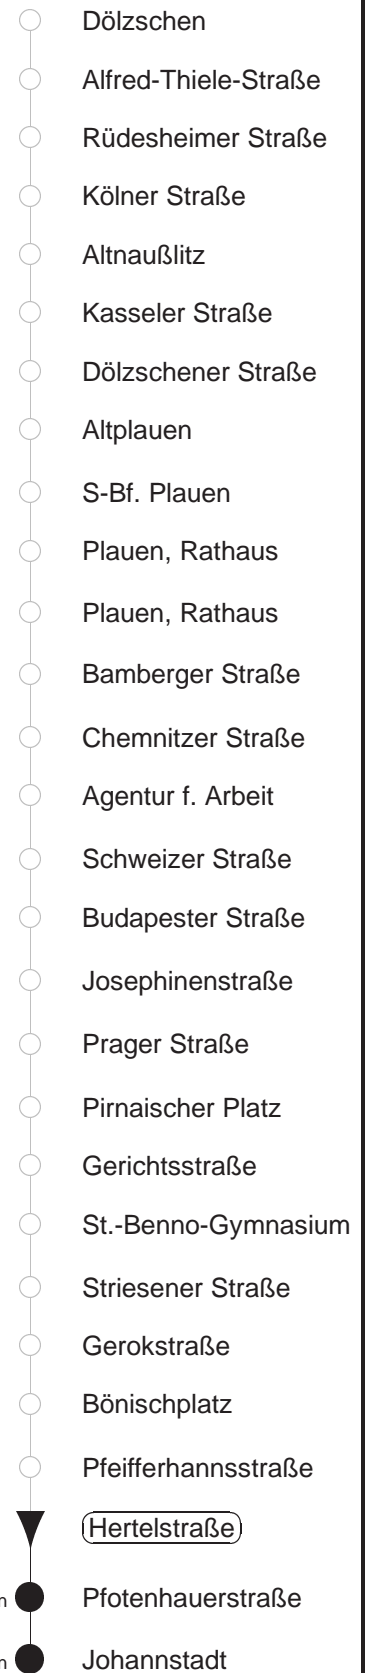 Dölzschen
Alfred-Thiele-Straße
Rüdesheimer Straße
Kölner Straße
Altnaußlitz
Kasseler Straße
Dölzschener Straße
Altplauen
S-Bf. Plauen
Plauen, Rathaus
Plauen, Rathaus
Bamberger Straße
Chemnitzer Straße
Agentur f. Arbeit
Schweizer Straße
Budapester Straße
Josephinenstraße
Prager Straße
Pirnaischer Platz
Gerichtsstraße
St.-Benno-Gymnasium
Striesener Straße
Gerokstraße
Bönischplatz
Pfeifferhannsstraße
Hertelstraße
Pfotenhauerstraße
Johannstadt